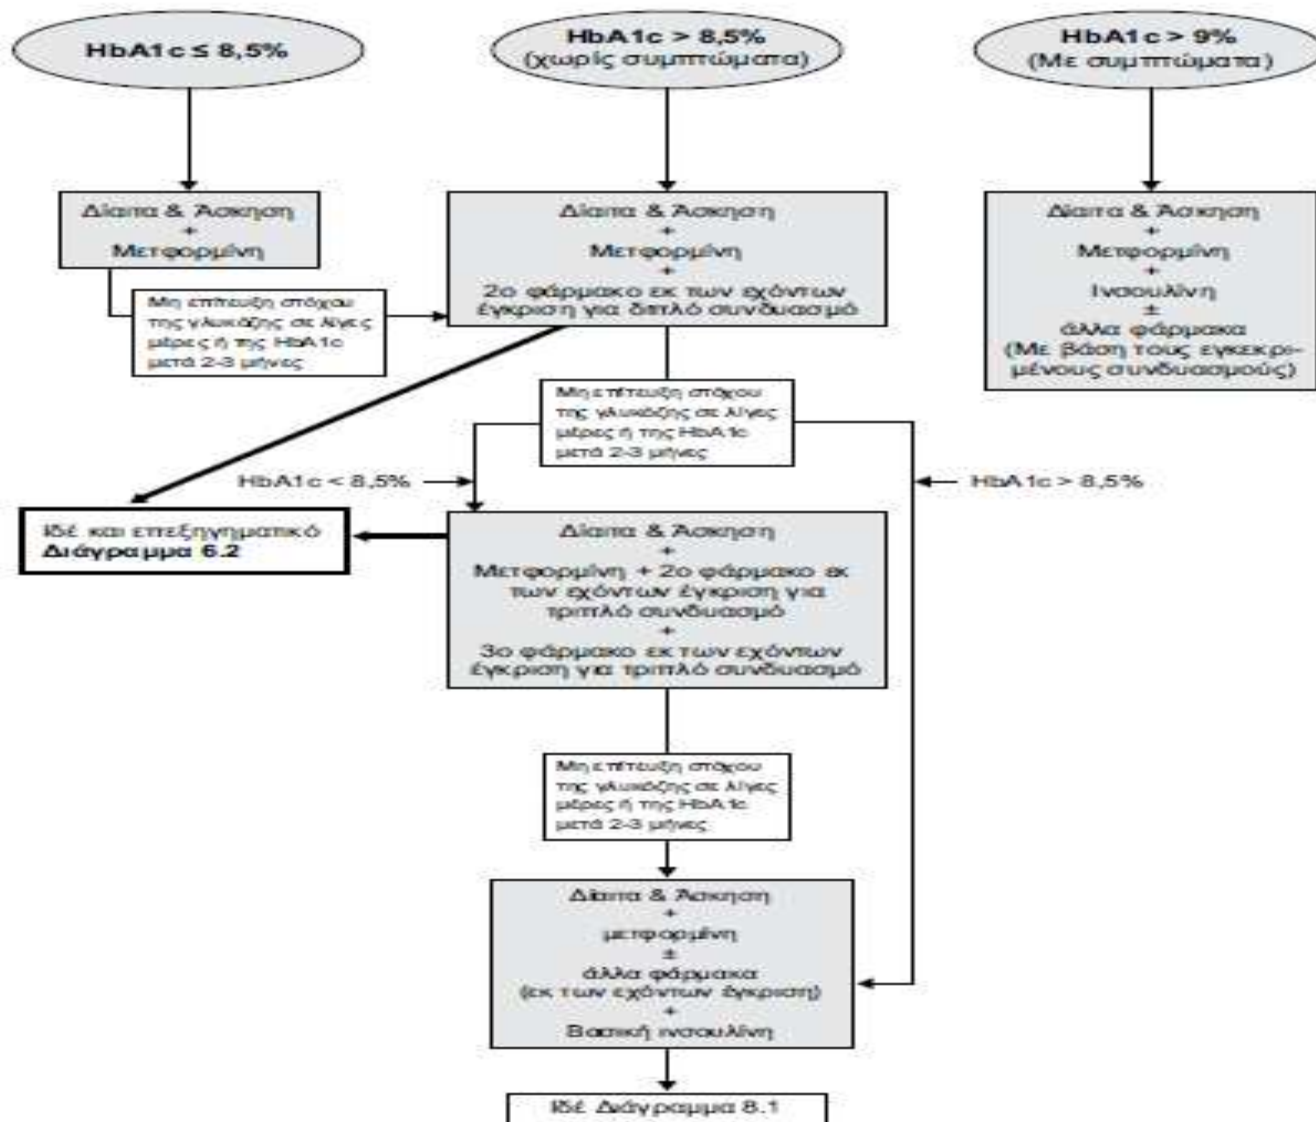 HbA1c ≤ 8,5%
HbA1c > 8,5%
(χωρίς συμπτώματα)
HbA1c > 9%
(Με συμπτώματα)
Δίαιτα & Άσκηση
+
Μετφορμίνη
Δίαιτα & Άσκηση
+
Μετφορμίνη
+
2ο φάρμακο εκ των εχόντων
έγκριση για διπλό συνδυασμό
Δίαιτα & Άσκηση
+
Μετφορμίνη
+
Ινσουλίνη
±
άλλα φάρμακα
(Με βάση τους εγκεκρι-
μένους συνδυασμούς)
Μη επίτευξη στόχου
της γλυκόζης σε λίγες
μέρες ή της HbA1c
μετά 2-3 μήνες
Μη επίτευξη στόχου
της γλυκόζης σε λίγες
μέρες ή της HbA1c
μετά 2-3 μήνες
HbA1c < 8,5%
HbA1c > 8,5%
Ιδέ και επεξηγηματικό
Διάγραμμα 6.2
Δίαιτα & Άσκηση
+
Μετφορμίνη + 2ο φάρμακο εκ
των εχόντων έγκριση για
τριπλό συνδυασμό
+
3ο φάρμακο εκ των εχόντων
έγκριση για τριπλό συνδυασμό
Μη επίτευξη στόχου
της γλυκόζης σε λίγες
μέρες ή της HbA1c
μετά 2-3 μήνες
Δίαιτα & Άσκηση
+
μετφορμίνη
±
άλλα φάρμακα
(εκ των εχόντων έγκριση)
+
Βασική ινσουλίνη
Ιδέ Διάγραμμα 8.1